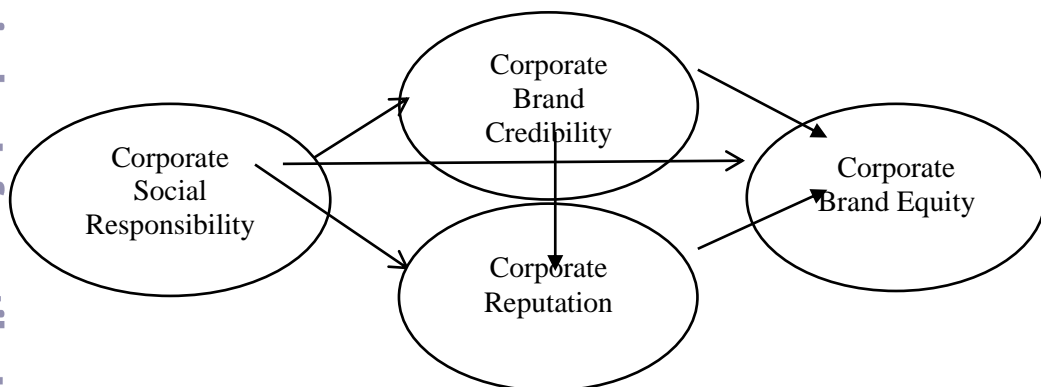 Corporate
Brand
Credibility
Corporate
Social
Responsibility
Corporate
Brand Equity
Corporate
Reputation